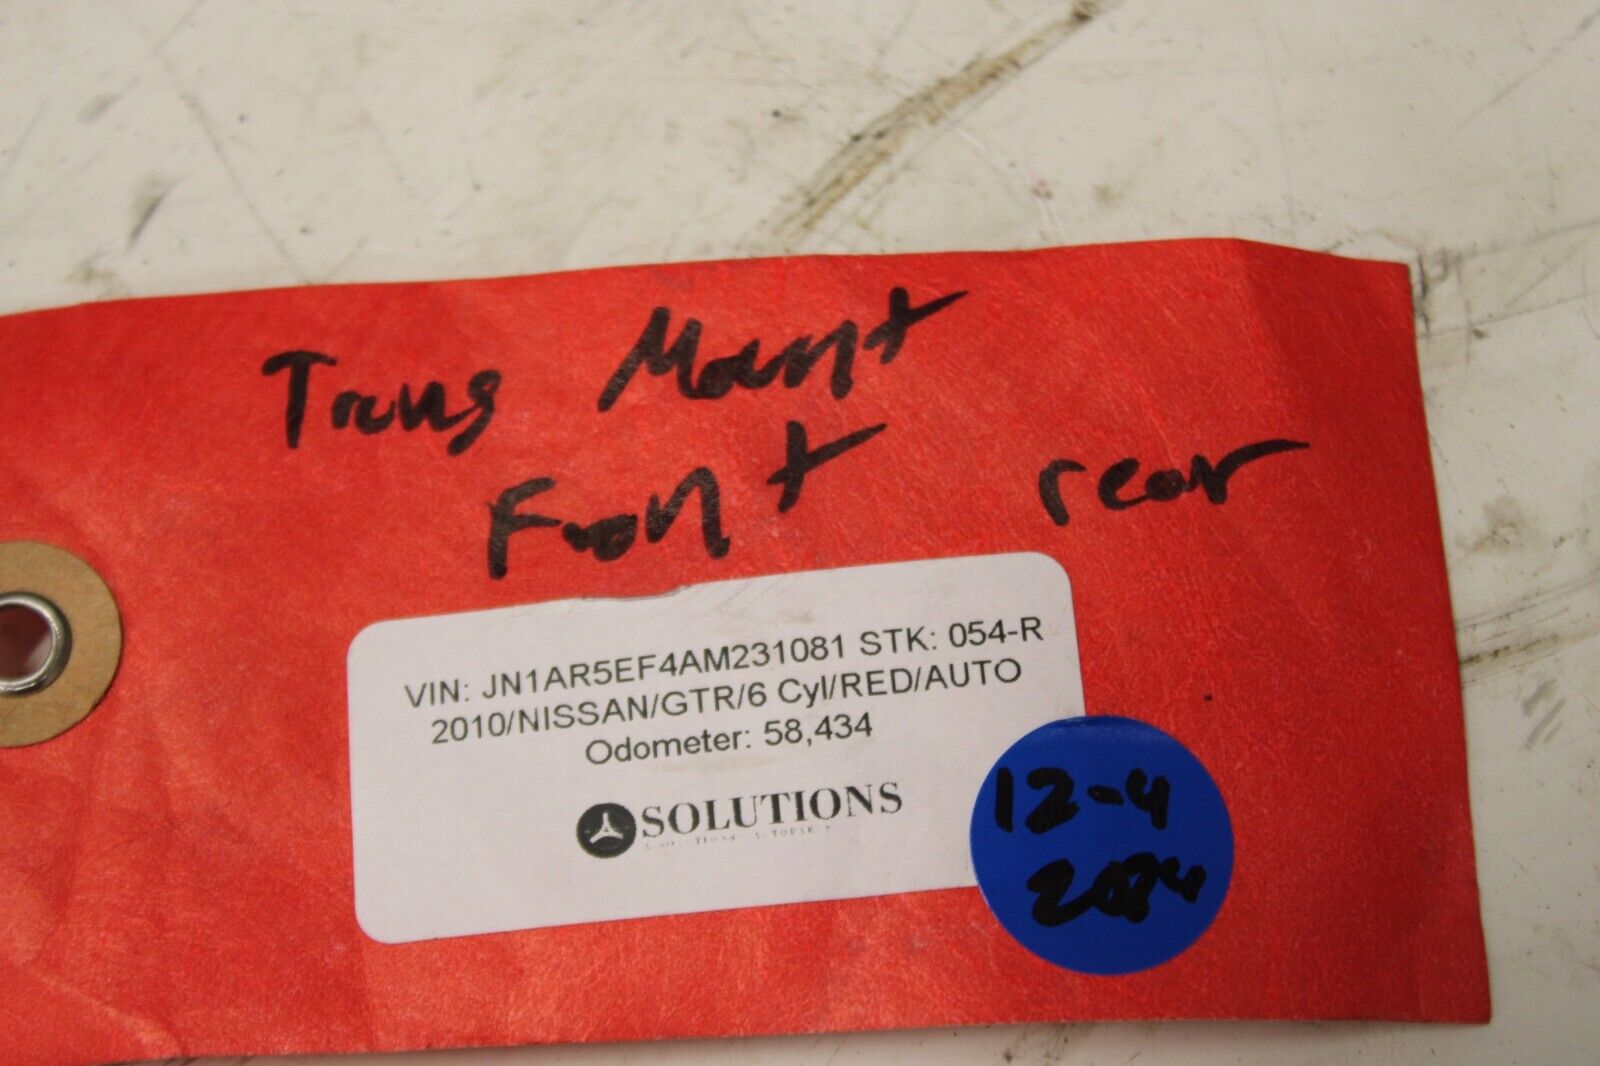 Trans Mount
Front rear
VIN: JN1AR5EF4AM231081 STK: 054-R
2010/NISSAN/GTR/6 Cyl/RED/AUTO
Odometer: 58,434
SOLUTIONS
12-4